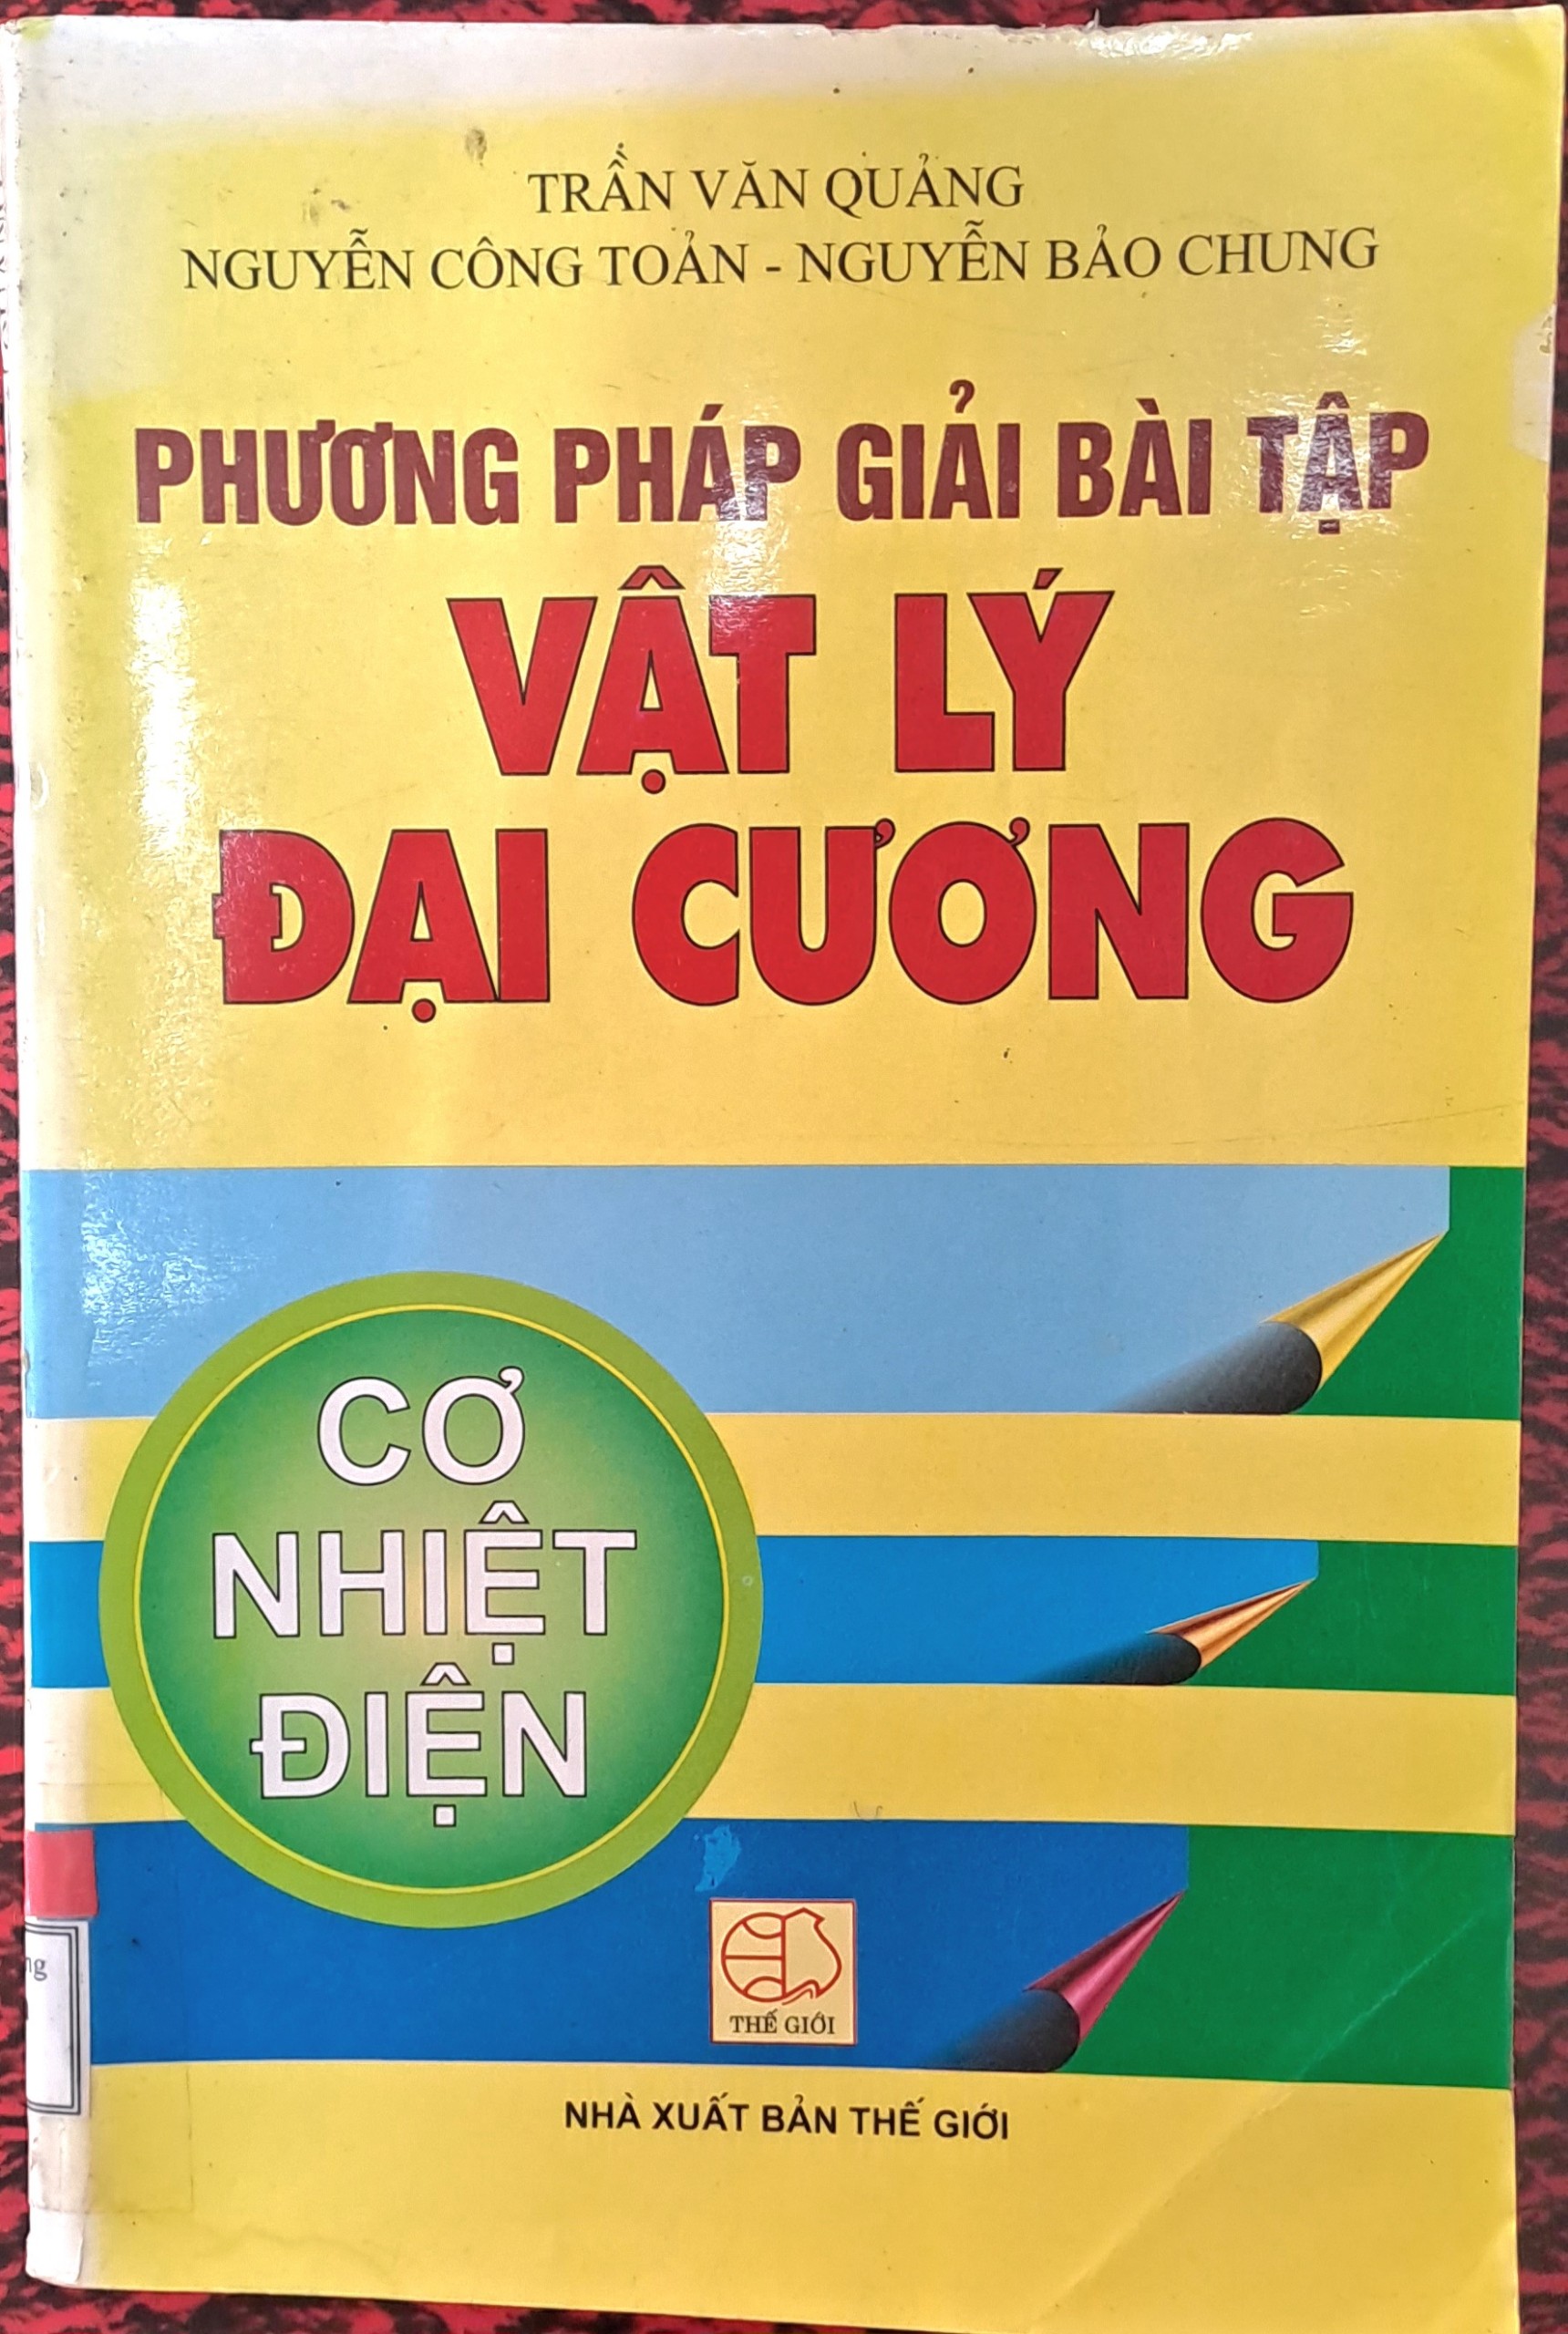 TRẦN VĂN QUẢNG
NGUYỄN CÔNG TOẢN - NGUYỄN BẢO CHUNG
PHƯƠNG PHÁP GIẢI BÀI TẬP
VẬT LÝ
ĐẠI CƯƠNG
CƠ
NHIỆT
ĐIỆN
THẾ GIỚI
NHÀ XUẤT BẢN THẾ GIỚI